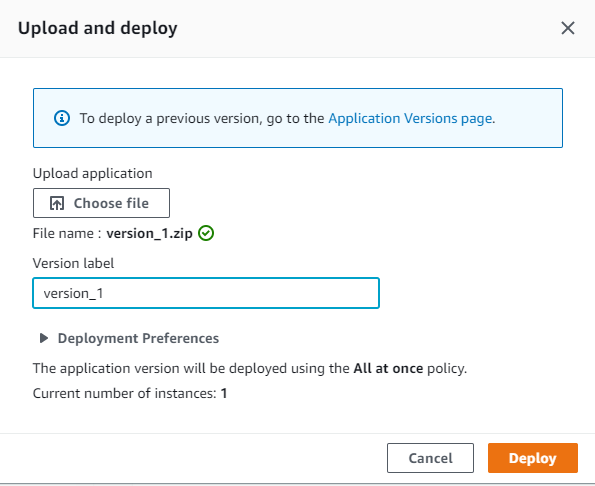 Upload and deploy
To deploy a previous version, go to the Application Versions page.
Upload application
Choose file
File name : version_1.zip
Version label
version_1
Deployment Preferences
The application version will be deployed using the All at once policy.
Current number of instances: 1
Cancel
Deploy